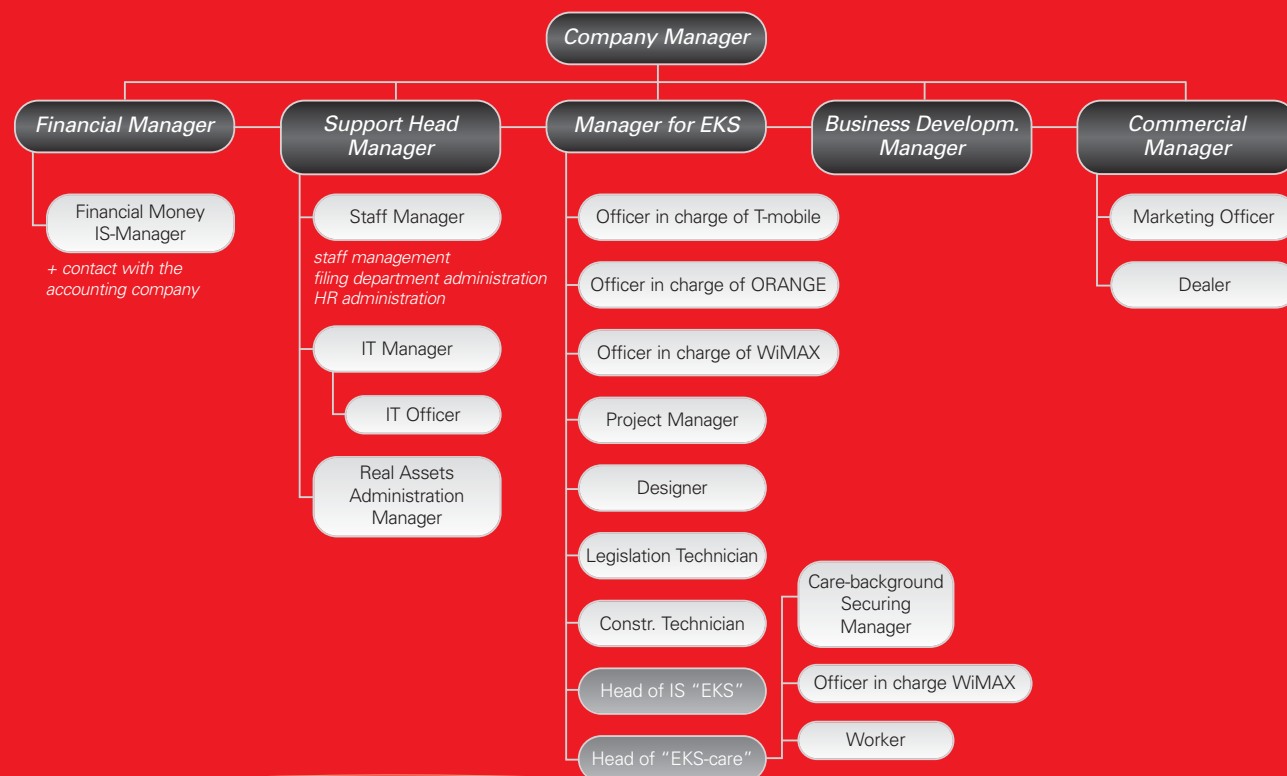 Company Manager
Financial Manager
Support Head
Manager
Manager for EKS
Business Developm.
Manager
Commercial
Manager
Financial Money
IS-Manager
+ contact with the
accounting company
Staff Manager
staff management
filing department administration
HR administration
IT Manager
IT Officer
Real Assets
Administration
Manager
Officer in charge of T-mobile
Officer in charge of ORANGE
Officer in charge of WiMAX
Project Manager
Designer
Legislation Technician
Constr. Technician
Head of IS “EKS”
Head of “EKS-care”
Care-background
Securing
Manager
Officer in charge WiMAX
Worker
Marketing Officer
Dealer